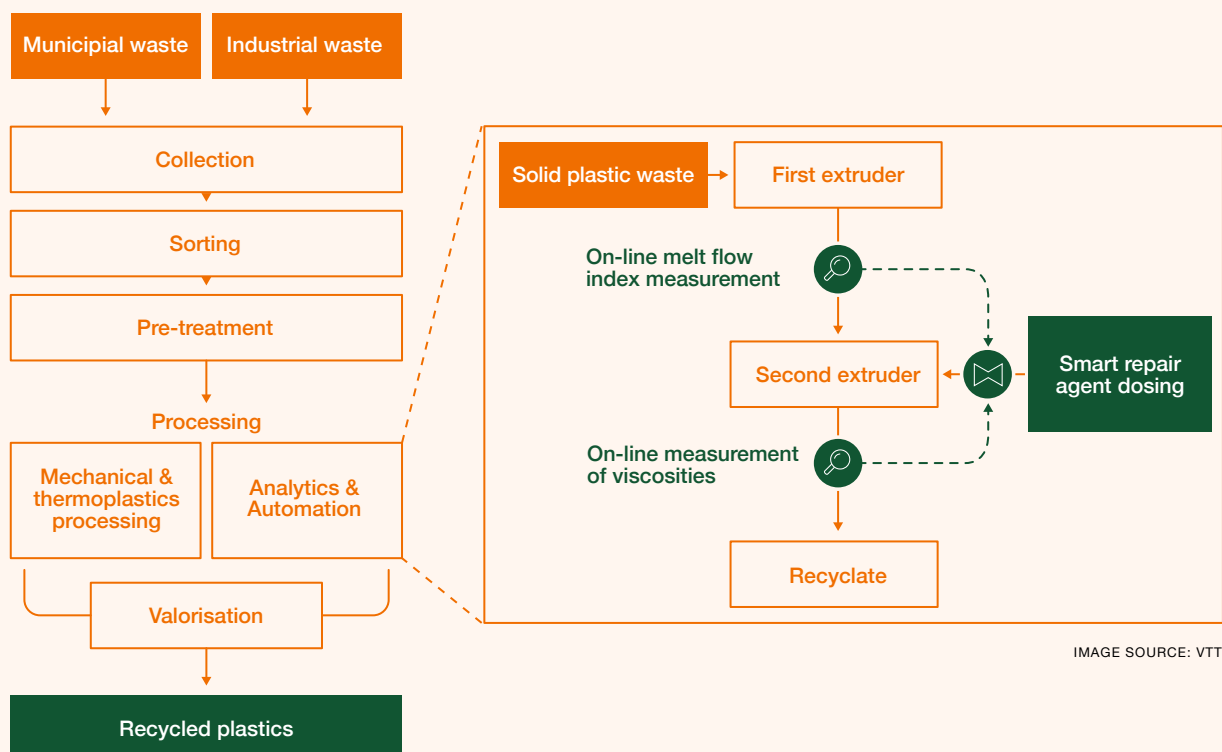 Municipial waste
Industrial waste
Collection
Sorting
Pre-treatment
Processing
Mechanical &
thermoplastics
processing
Analytics &
Automation
Valorisation
Recycled plastics
Solid plastic waste
First extruder
On-line melt flow
index measurement
Second extruder
Smart repair
agent dosing
On-line measurement
of viscosities
Recyclate
IMAGE SOURCE: VTT